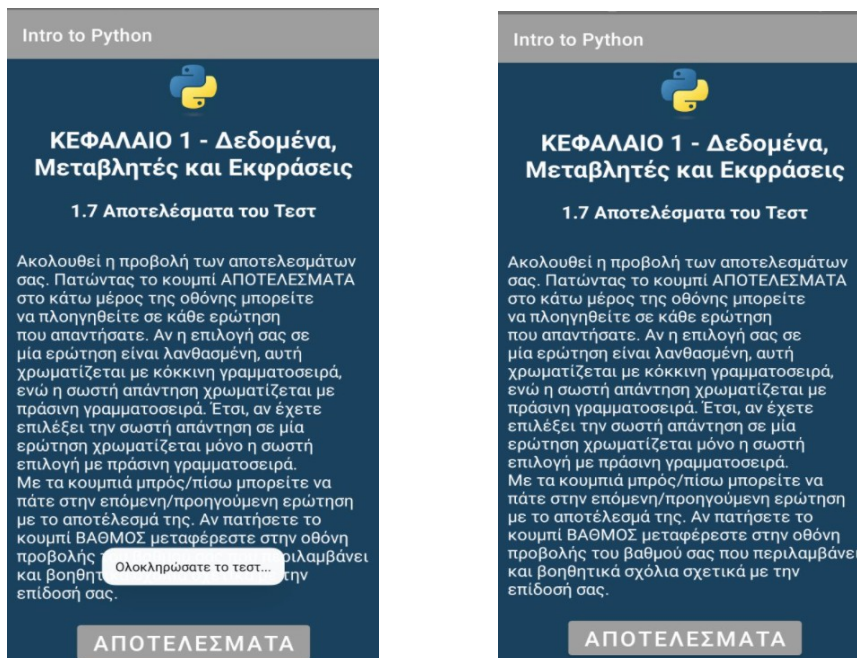 Intro to Python
ΚΕΦΑΛΑΙΟ 1 - Δεδομένα,
Μεταβλητές και Εκφράσεις
1.7 Αποτελέσματα του Τεστ
Ακολουθεί η προβολή των αποτελεσμάτων
σας. Πατώντας το κουμπί ΑΠΟΤΕΛΕΣΜΑΤΑ
στο κάτω μέρος της οθόνης μπορείτε
να πλοηγηθείτε σε κάθε ερώτηση
που απαντήσατε. Αν η επιλογή σας σε
μία ερώτηση είναι λανθασμένη, αυτή
χρωματίζεται με κόκκινη γραμματοσειρά,
ενώ η σωστή απάντηση χρωματίζεται με
πράσινη γραμματοσειρά. Έτσι, αν έχετε
επιλέξει την σωστή απάντηση σε μία
ερώτηση χρωματίζεται μόνο η σωστή
επιλογή με πράσινη γραμματοσειρά.
Με τα κουμπιά μπρός/πίσω μπορείτε να
πάτε στην επόμενη/προηγούμενη ερώτηση
με το αποτέλεσμά της. Αν πατήσετε το
κουμπί ΒΑΘΜΟΣ μεταφέρεστε στην οθόνη
προβολής
και
Ολοκληρώσατε το τεστ...
την
επίδοσή σας.
ΑΠΟΤΕΛΕΣΜΑΤΑ
Intro to Python
ΚΕΦΑΛΑΙΟ 1 - Δεδομένα,
Μεταβλητές και Εκφράσεις
1.7 Αποτελέσματα του Τεστ
Ακολουθεί η προβολή των αποτελεσμάτων
σας. Πατώντας το κουμπί ΑΠΟΤΕΛΕΣΜΑΤΑ
στο κάτω μέρος της οθόνης μπορείτε
να πλοηγηθείτε σε κάθε ερώτηση
που απαντήσατε. Αν η επιλογή σας σε
μία ερώτηση είναι λανθασμένη, αυτή
χρωματίζεται με κόκκινη γραμματοσειρά,
ενώ η σωστή απάντηση χρωματίζεται με
πράσινη γραμματοσειρά. Έτσι, αν έχετε
επιλέξει την σωστή απάντηση σε μία
ερώτηση χρωματίζεται μόνο η σωστή
επιλογή με πράσινη γραμματοσειρά.
Με τα κουμπιά μπρός/πίσω μπορείτε να
πάτε στην επόμενη/προηγούμενη ερώτηση
με το αποτέλεσμά της. Αν πατήσετε το
κουμπί ΒΑΘΜΟΣ μεταφέρεστε στην οθόνη
προβολής του βαθμού σας που περιλαμβάνει
και βοηθητικά σχόλια σχετικά με την
επίδοσή σας.
ΑΠΟΤΕΛΕΣΜΑΤΑ